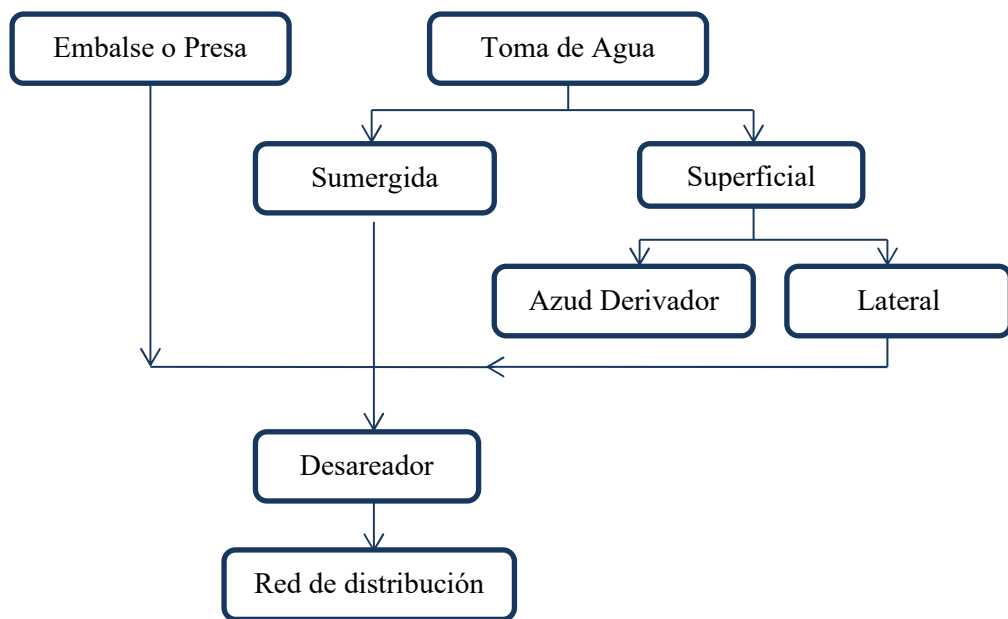 Embalse o Presa
Toma de Agua
Sumergida
Superficial
Azud Derivador
Lateral
Desareador
Red de distribución